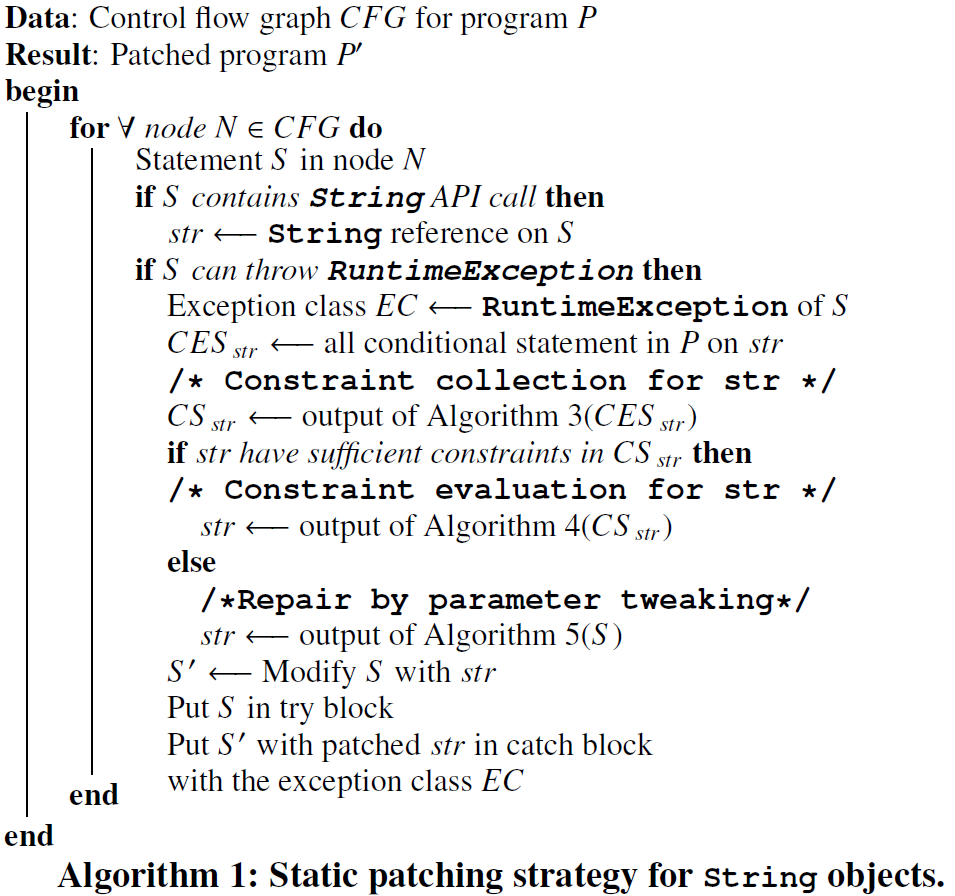 Data: Control flow graph CFG for program P
Result: Patched program P′
begin
for ∀ node N ∈ CFG do
Statement S in node N
if S contains String API call then
str ⟵ String reference on S
if S can throw RuntimeException then
Exception class EC ⟵ RuntimeException of S
CES str ⟵ all conditional statement in P on str
/* Constraint collection for str */
CS str ⟵ output of Algorithm 3(CES str)
if str have sufficient constraints in CS str then
/* Constraint evaluation for str */
str ⟵ output of Algorithm 4(CS str)
else
/*Repair by parameter tweaking*/
str ⟵ output of Algorithm 5(S)
S′ ⟵ Modify S with str
Put S in try block
Put S′ with patched str in catch block
with the exception class EC
end
end
Algorithm 1: Static patching strategy for String objects.